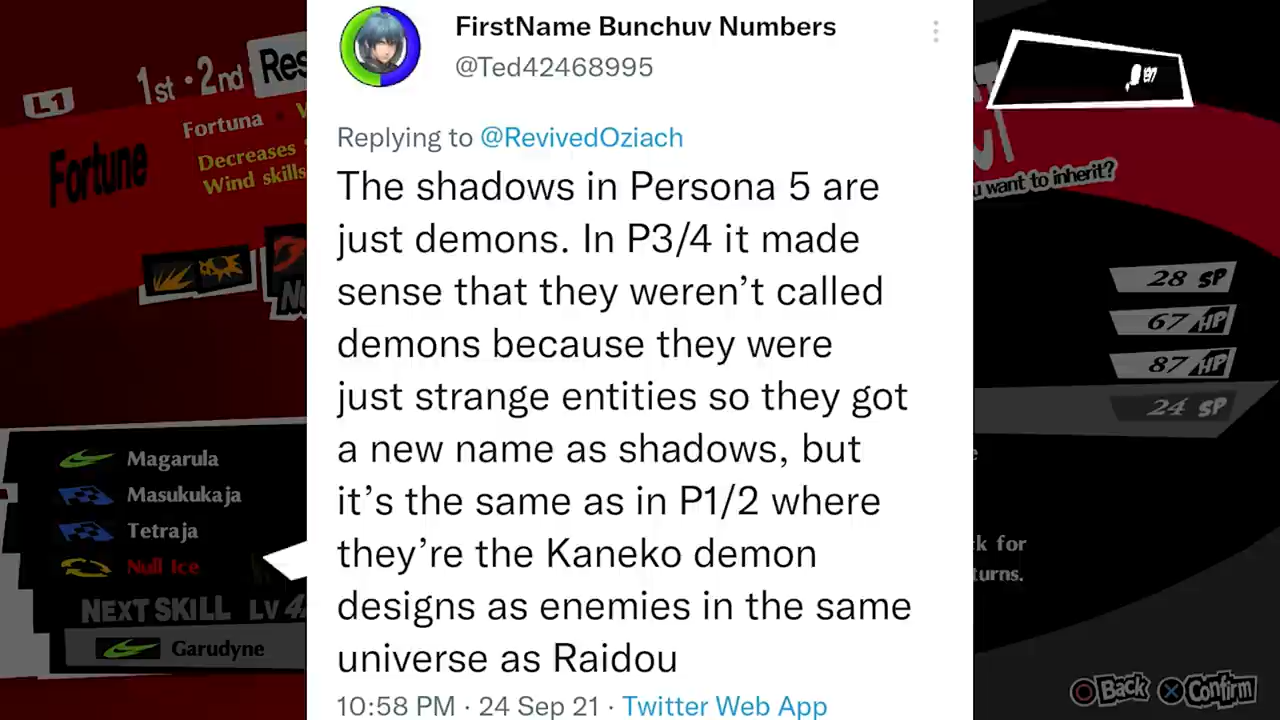 FirstName Bunchuv Numbers
@Ted42468995
Replying to @RevivedOziach
The shadows in Persona 5 are
just demons. In P3/4 it made
sense that they weren't called
demons because they were
just strange entities so they got
a new name as shadows, but
it's the same as in P1/2 where
they're the Kaneko demon
designs as enemies in the same
universe as Raidou
10:58 PM · 24 Sep 21 · Twitter Web App
L1
1st · 2nd
Fortune
Fortuna
Decreases
Wind skills
Magarula
Masukukaja
Tetraja
Null Ice
NEXT SKILL LV
Garudyne
want to inherit?
28 SP
67 HP
87 HP
24 SP
for
Back
Confirm